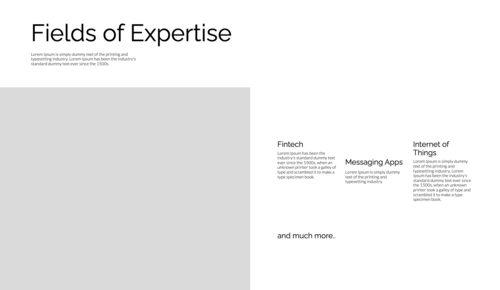 Fields of Expertise
Lorem Ipsum is simply dummy text of the printing and
typesetting industry. Lorem Ipsum has been the industry's
standard dummy text ever since the 1500s.
Fintech
Lorem Ipsum has been the
industry's standard dummy text
ever since the 1500s, when an
unknown printer took a galley of
type and scrambled it to make a
type specimen book.
Messaging Apps
Lorem Ipsum is simply dummy
text of the printing and
typesetting industry.
Internet of
Things
Lorem Ipsum is simply dummy
text of the printing and
typesetting industry. Lorem
Ipsum has been the industry's
standard dummy text ever since
the 1500s, when an unknown
printer took a galley of type and
scrambled it to make a type
specimen book.
and much more..